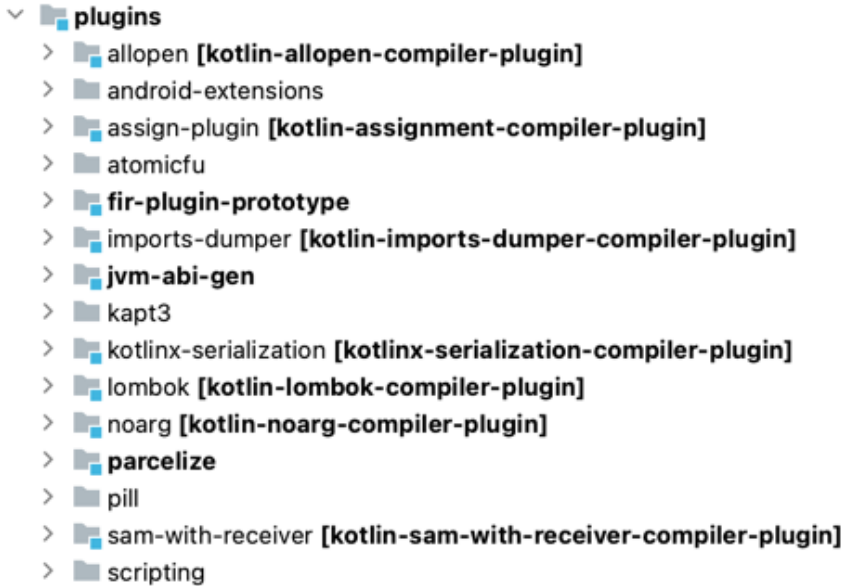 plugins
allopen [kotlin-allopen-compiler-plugin]
android-extensions
assign-plugin [kotlin-assignment-compiler-plugin]
atomicfu
fir-plugin-prototype
imports-dumper [kotlin-imports-dumper-compiler-plugin]
jvm-abi-gen
kapt3
kotlinx-serialization [kotlinx-serialization-compiler-plugin]
lombok [kotlin-lombok-compiler-plugin]
noarg [kotlin-noarg-compiler-plugin]
parcelize
pill
sam-with-receiver [kotlin-sam-with-receiver-compiler-plugin]
scripting